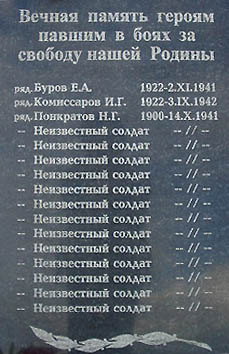 Вечная память героям
павшим в боях за
свободу нашей Родины
ряд. Буров Е.А. 1922-2.XI.1941
ряд. Комиссаров И.Г. 1922-3.IX.1942
ряд. Понкратов Н.Г. 1900-14.X.1941
-- Неизвестный солдат -- // --
-- Неизвестный солдат -- // --
-- Неизвестный солдат -- // --
-- Неизвестный солдат -- // --
-- Неизвестный солдат -- // --
-- Неизвестный солдат -- // --
-- Неизвестный солдат -- // --
-- Неизвестный солдат -- // --
-- Неизвестный солдат -- // --
-- Неизвестный солдат -- // --
-- Неизвестный солдат -- // --
-- Неизвестный солдат -- // --
-- Неизвестный солдат -- // --